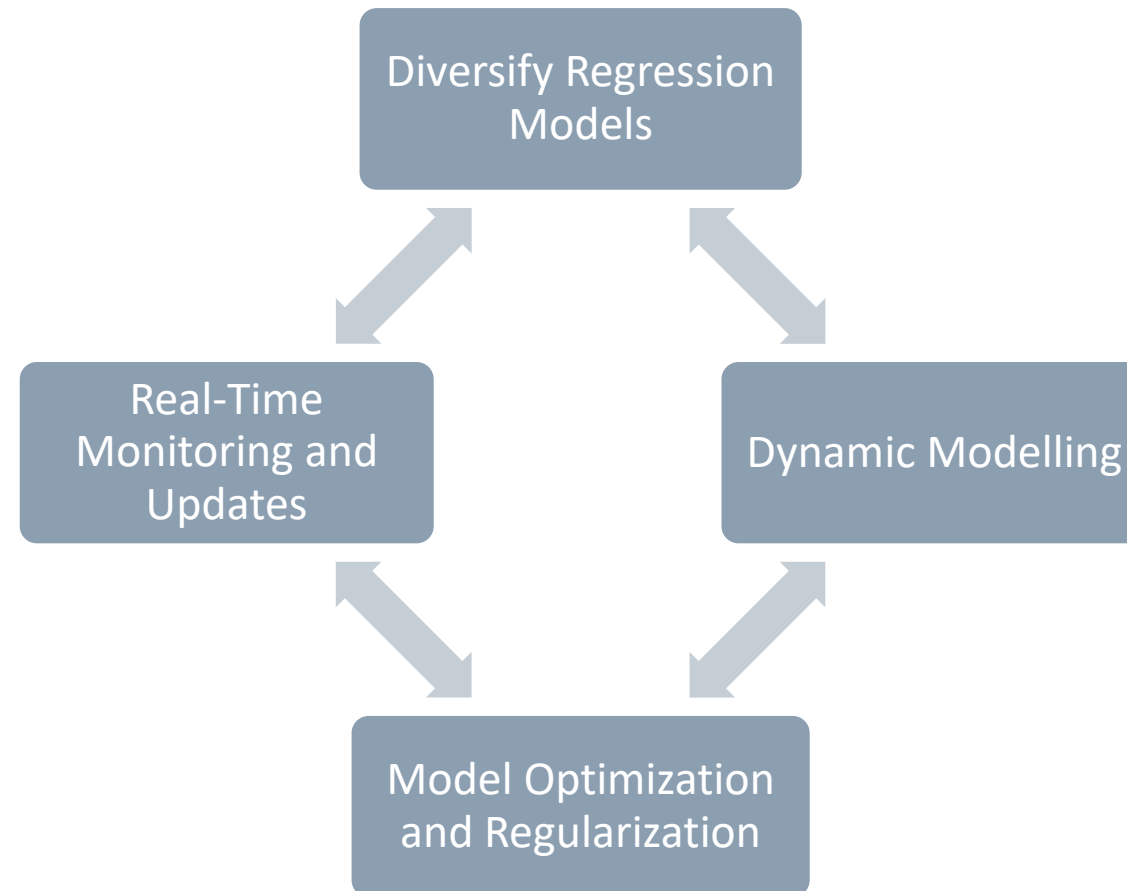 Diversify Regression
Models
Real-Time
Monitoring and
Updates
Dynamic Modelling
Model Optimization
and Regularization